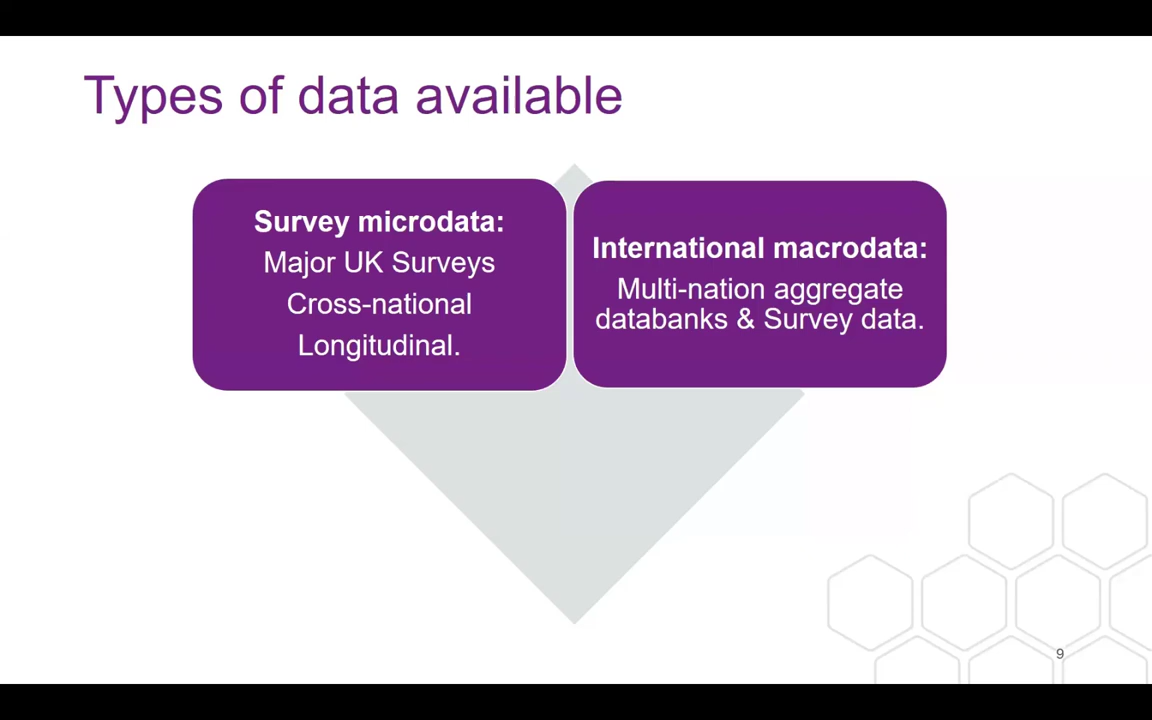 Types of data available
Survey microdata:
Major UK Surveys
Cross-national
Longitudinal.
International macrodata:
Multi-nation aggregate
databanks & Survey data.
9